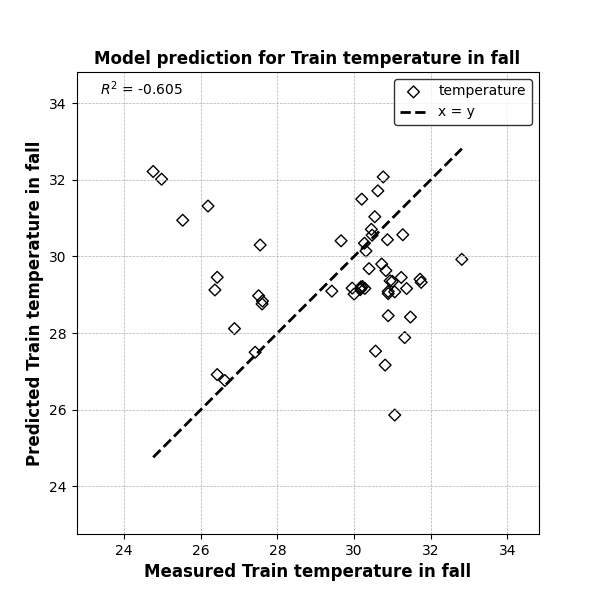 Model prediction for Train temperature in fall
R² = -0.605
temperature
x = y
34
32
30
28
26
24
Predicted Train temperature in fall
24 26 28 30 32 34
Measured Train temperature in fall